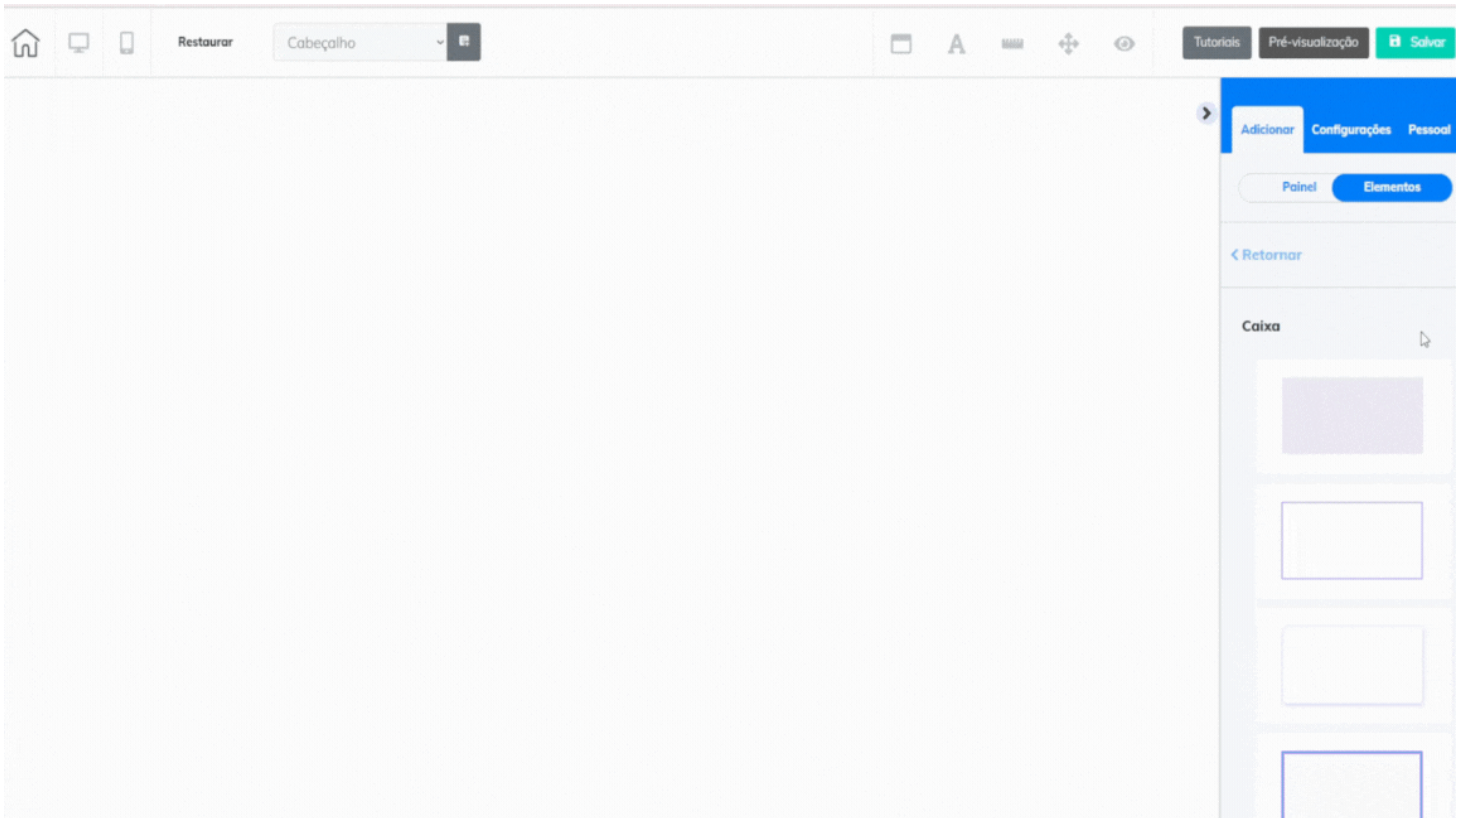 Restaurar
Cabeçalho
Tutoriais
Pré-visualização
Salvar
Adicionar
Configurações
Pessoal
Painel
Elementos
Retornar
Caixa